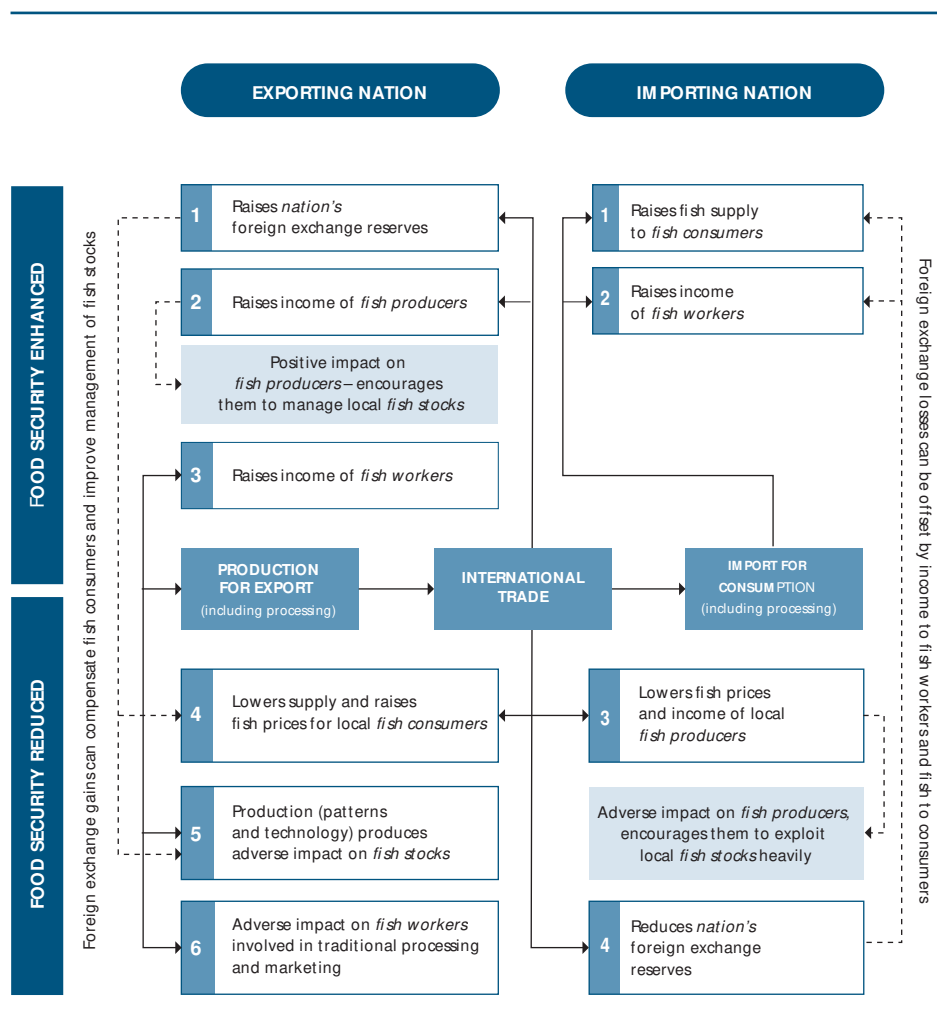 EXPORTING NATION
IMPORTING NATION
FOOD SECURITY ENHANCED
FOOD SECURITY REDUCED
Foreign exchange gains can compensate fish consumers and improve management of fish stocks
1
Raises nation's
foreign exchange reserves
2
Raises income of fish producers
Positive impact on
fish producers – encourages
them to manage local fish stocks
3
Raises income of fish workers
1
Raises fish supply
to fish consumers
2
Raises income
of fish workers
PRODUCTION
FOR EXPORT
(including processing)
INTERNATIONAL
TRADE
IMPORT FOR
CONSUMPTION
(including processing)
4
Lowers supply and raises
fish prices for local fish consumers
5
Production (patterns
and technology) produces
adverse impact on fish stocks
6
Adverse impact on fish workers
involved in traditional processing
and marketing
3
Lowers fish prices
and income of local
fish producers
Adverse impact on fish producers,
encourages them to exploit
local fish stocks heavily
4
Reduces nation's
foreign exchange
reserves
Foreign exchange losses can be offset by income to fish workers and fish to consumers